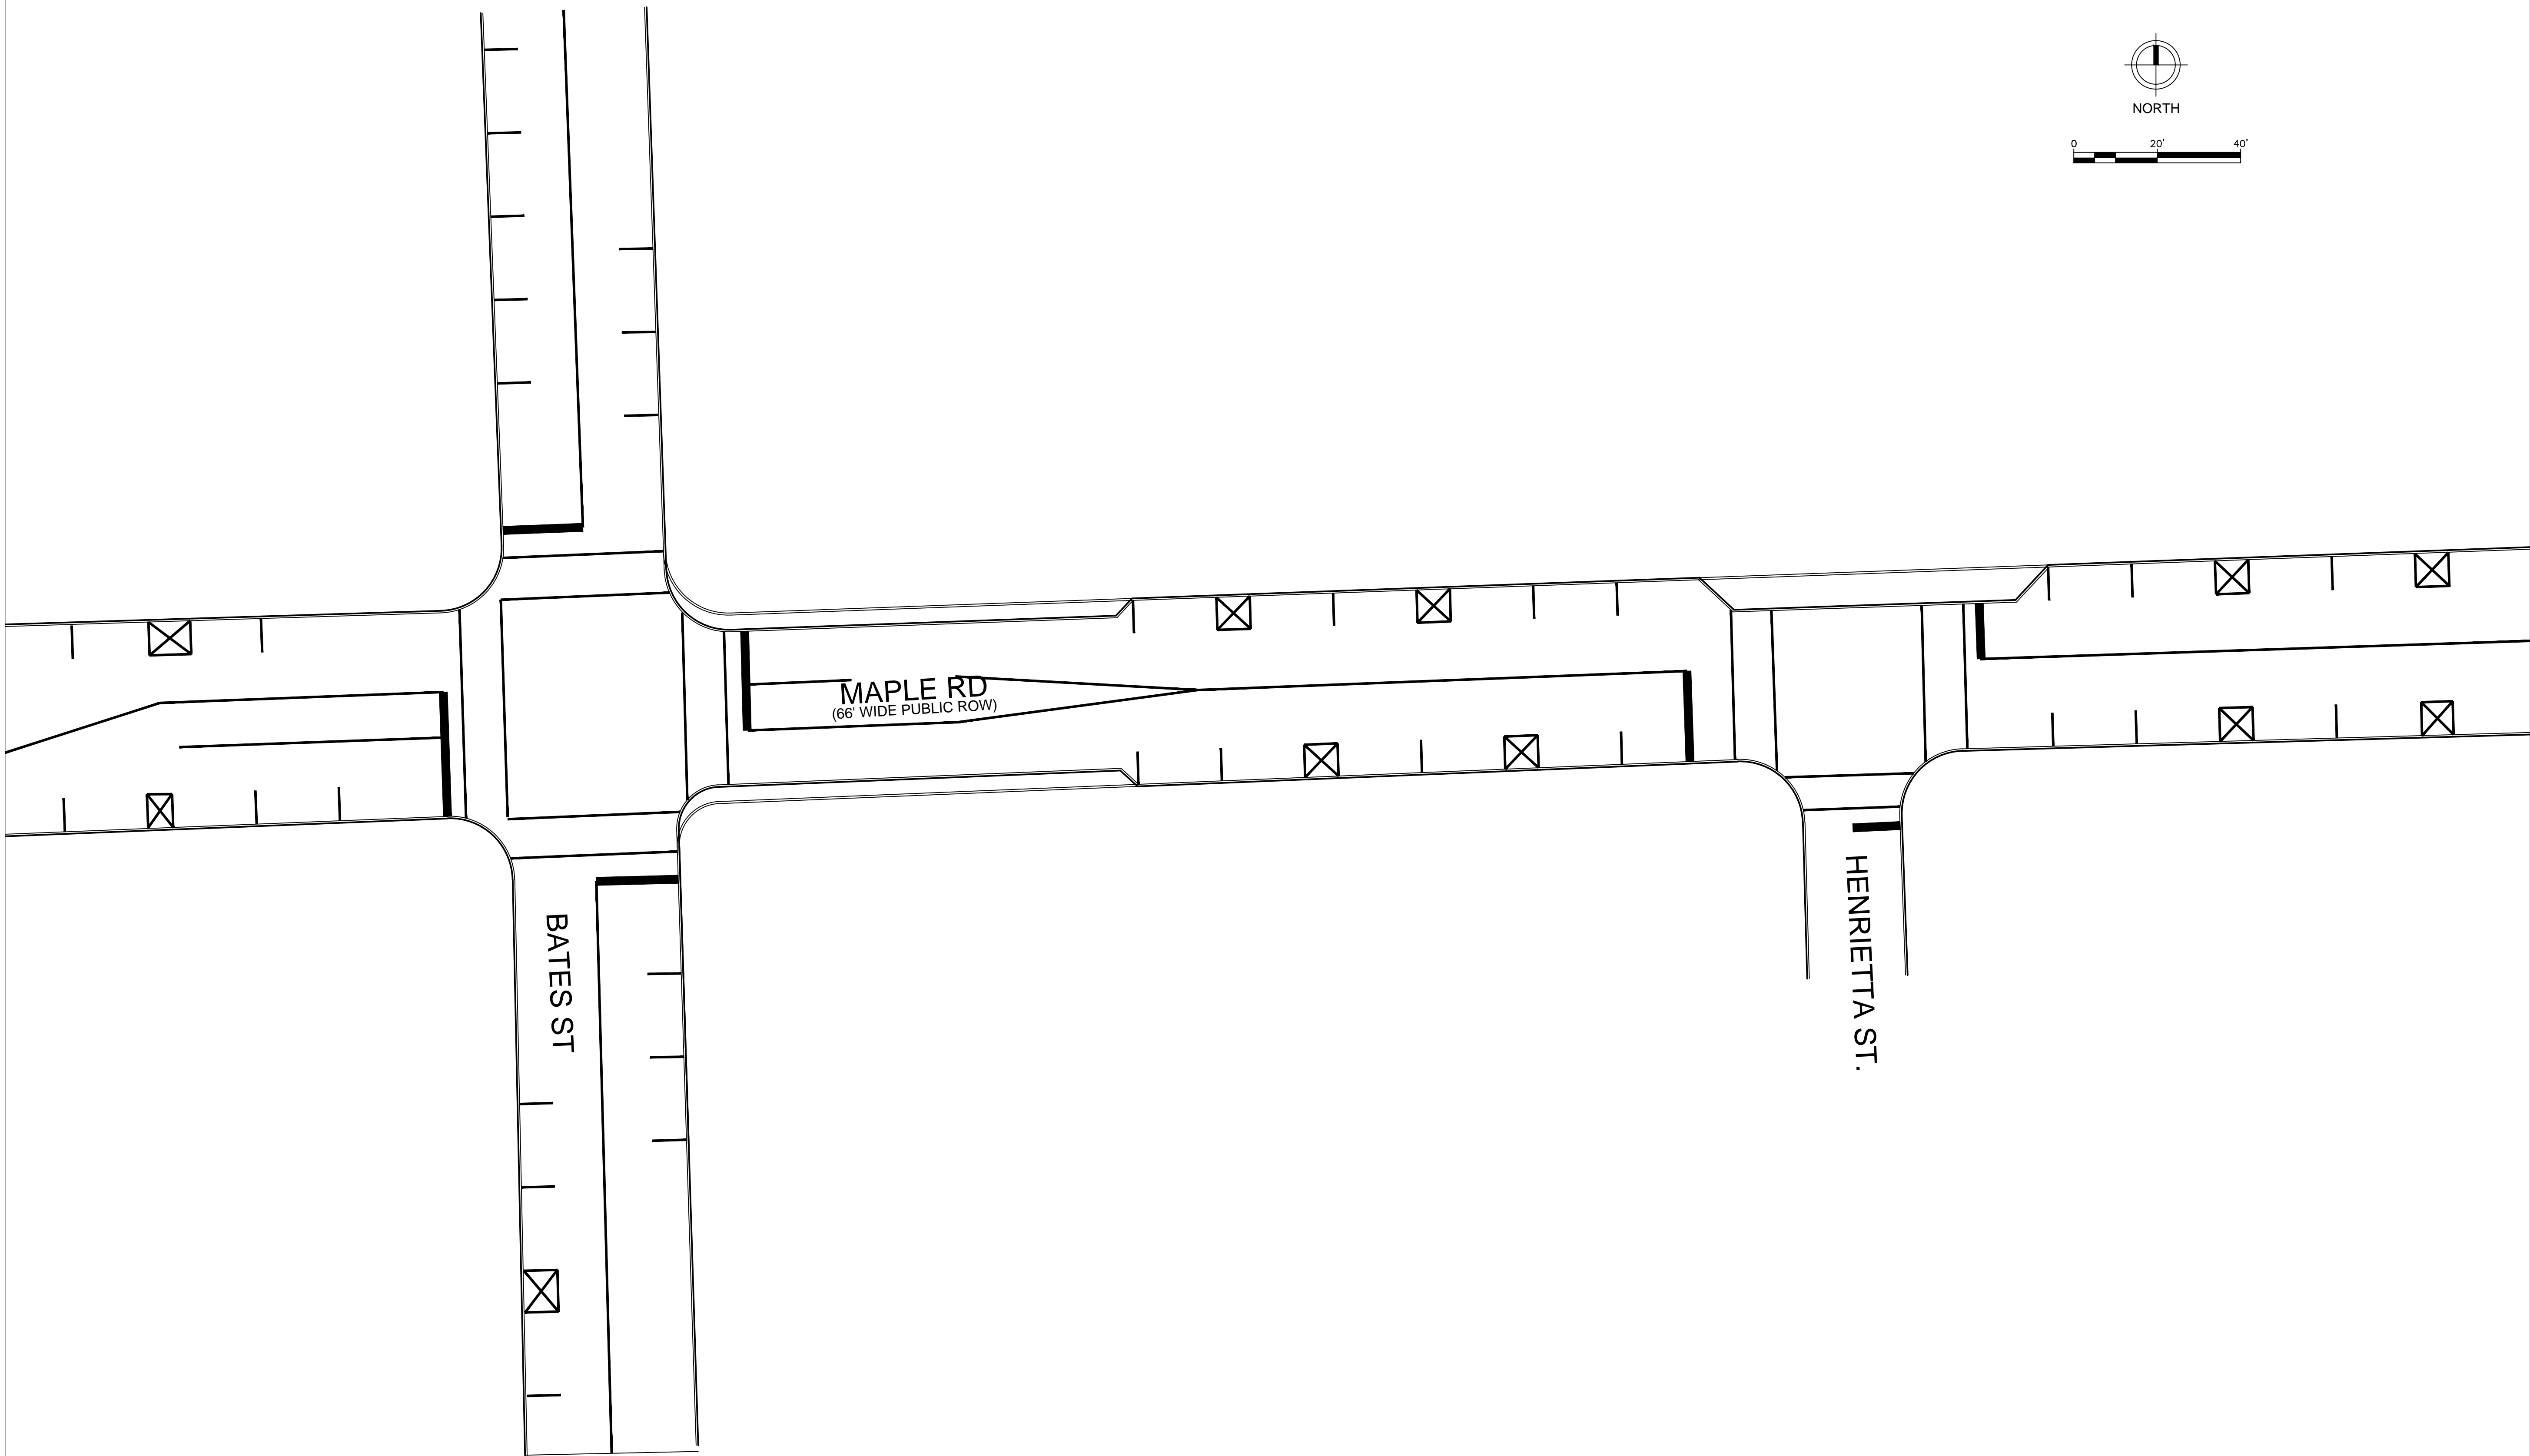 NORTH
0 20' 40'
MAPLE RD
(66' WIDE PUBLIC ROW)
BATES ST
HENRIETTA ST.